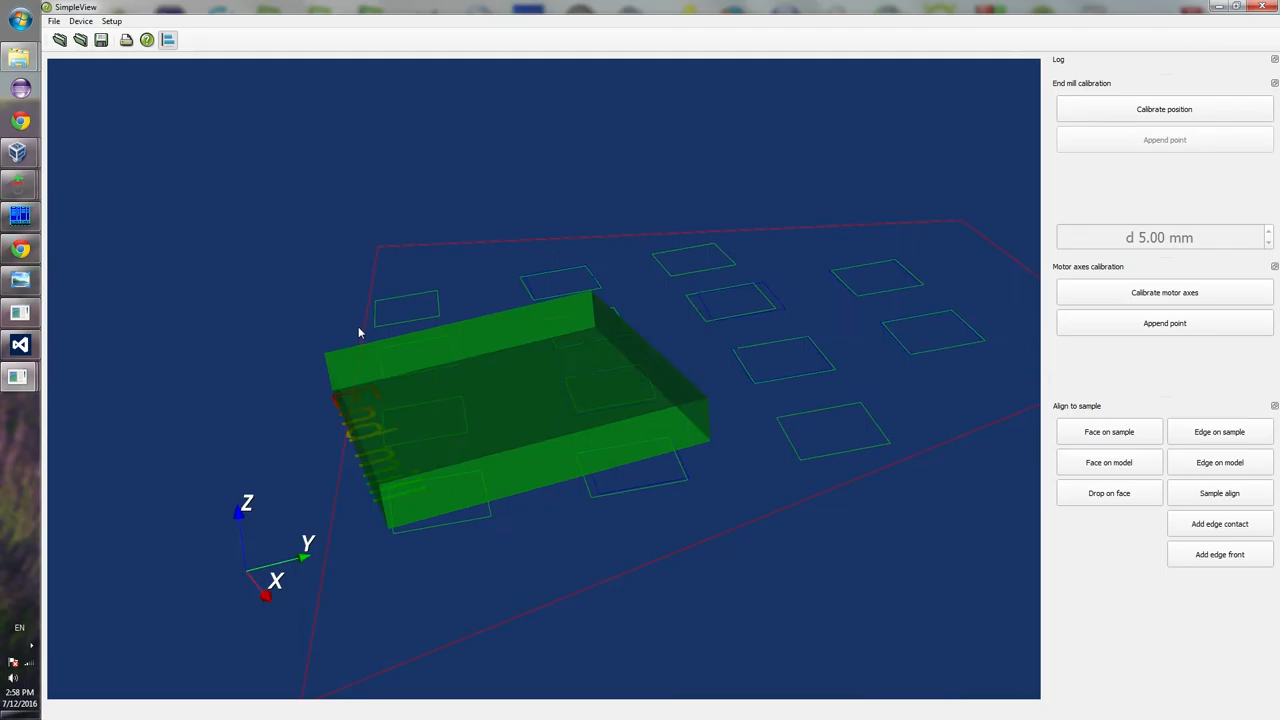 SimpleView
File Device Setup
Log
End mill calibration
Calibrate position
Append point
d 5.00 mm
Motor axes calibration
Calibrate motor axes
Append point
Align to sample
Face on sample Edge on sample
Face on model Edge on model
Drop on face Sample align
Add edge contact
Add edge front
End mill
Z
Y
X
EN
2:58 PM
7/12/2016